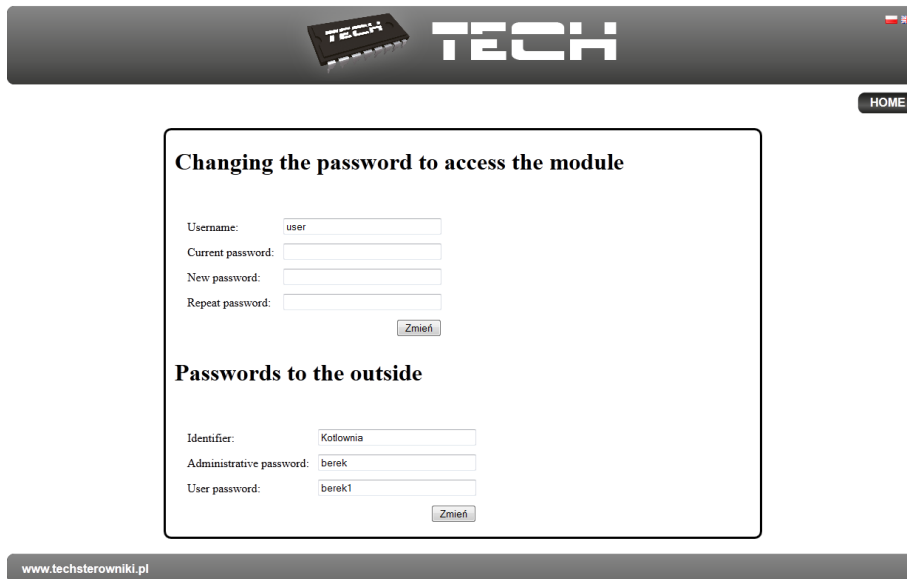 TECH TECH
HOME
Changing the password to access the module
Username: user
Current password:
New password:
Repeat password:
Zmień
Passwords to the outside
Identifier: Kotlownia
Administrative password: berek
User password: berek1
Zmień
www.techsterowniki.pl